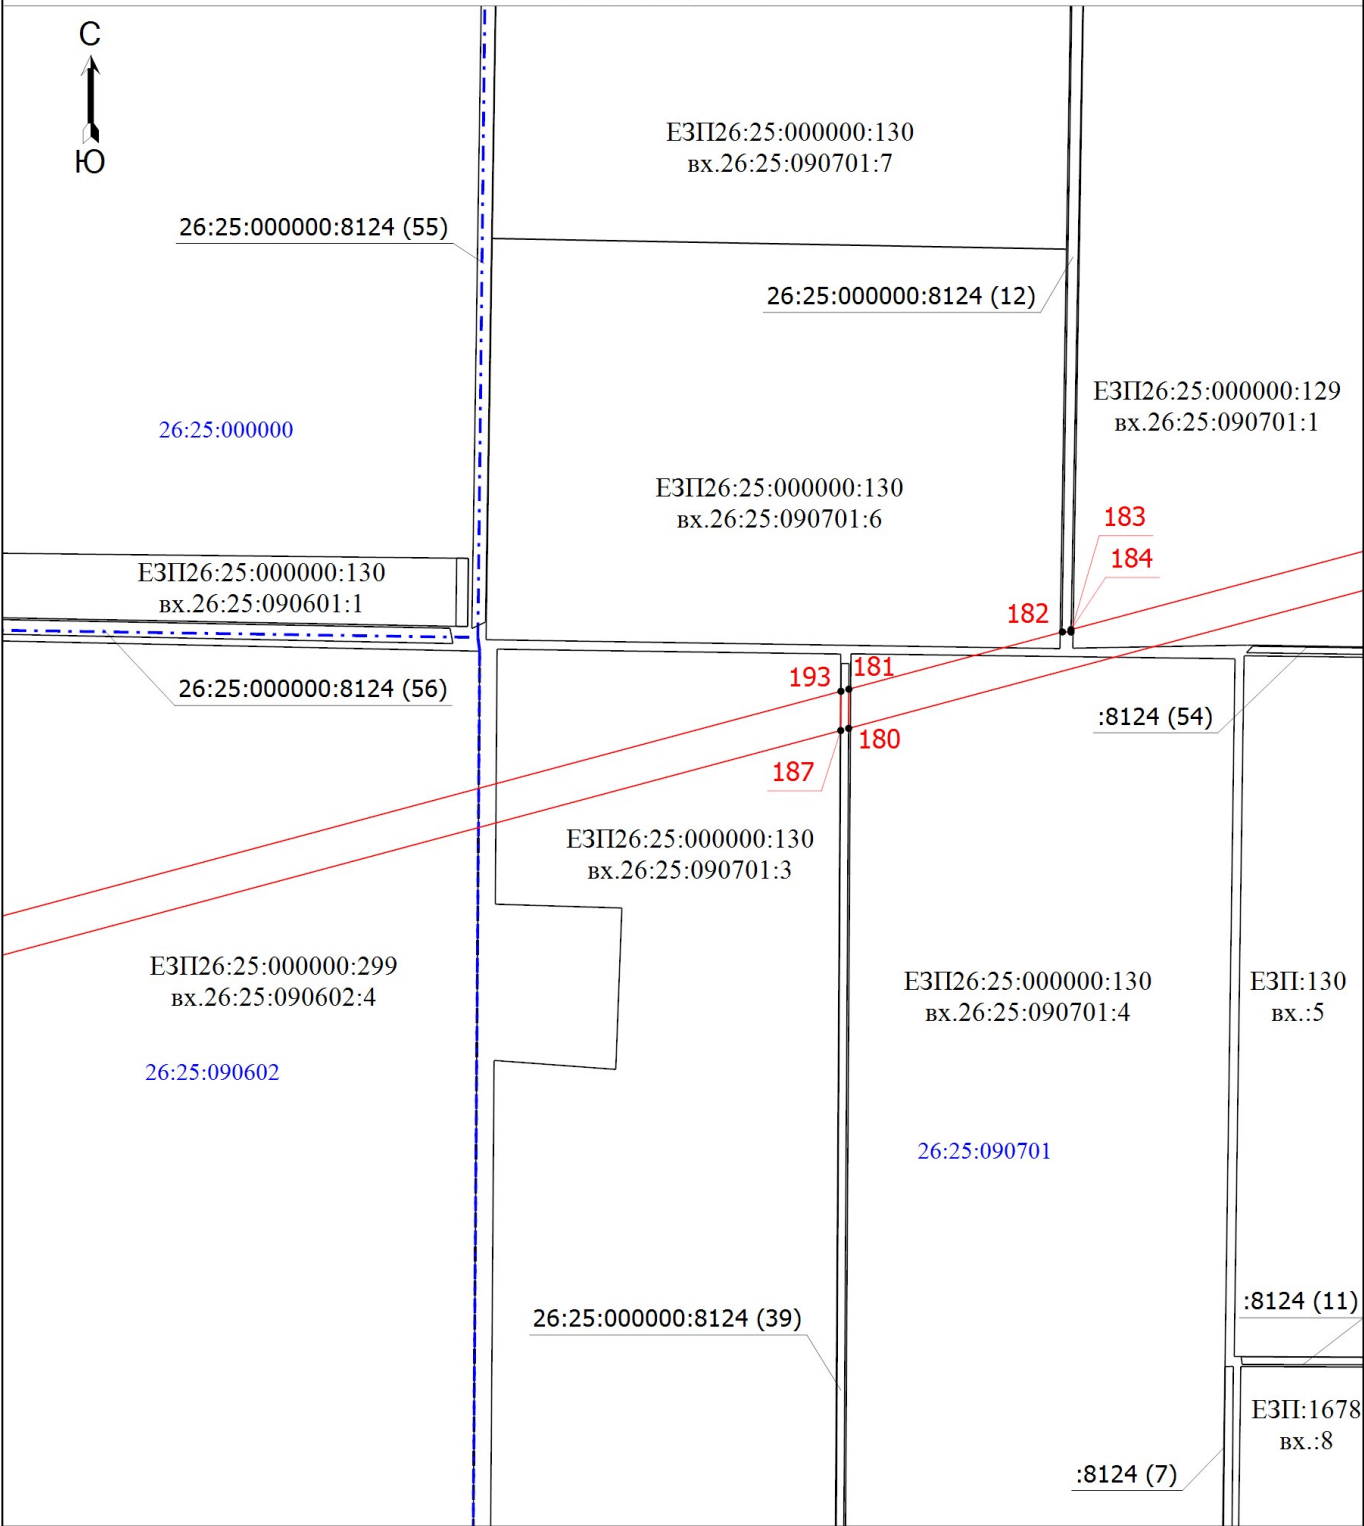 С
Ю
ЕЗП26:25:000000:130
вх.26:25:090701:7
26:25:000000:8124 (55)
26:25:000000:8124 (12)
ЕЗП26:25:000000:129
вх.26:25:090701:1
26:25:000000
ЕЗП26:25:000000:130
вх.26:25:090701:6
183
184
ЕЗП26:25:000000:130
вх.26:25:090601:1
182
193
181
26:25:000000:8124 (56)
:8124 (54)
180
187
ЕЗП26:25:000000:130
вх.26:25:090701:3
ЕЗП26:25:000000:299
вх.26:25:090602:4
ЕЗП26:25:000000:130
вх.26:25:090701:4
ЕЗП:130
вх.:5
26:25:090602
26:25:090701
:8124 (11)
26:25:000000:8124 (39)
ЕЗП:1678
вх.:8
:8124 (7)